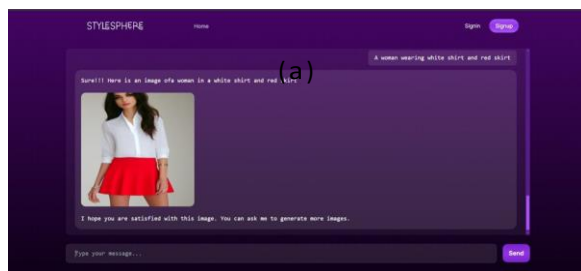 STYLESPHERE Home Signin Signup
A woman wearing white shirt and red skirt
(a)
Sure!!! Here is an image ofa woman in a white shirt and red skirt
I hope you are satisfied with this image. You can ask me to generate more images.
Type your message... Send